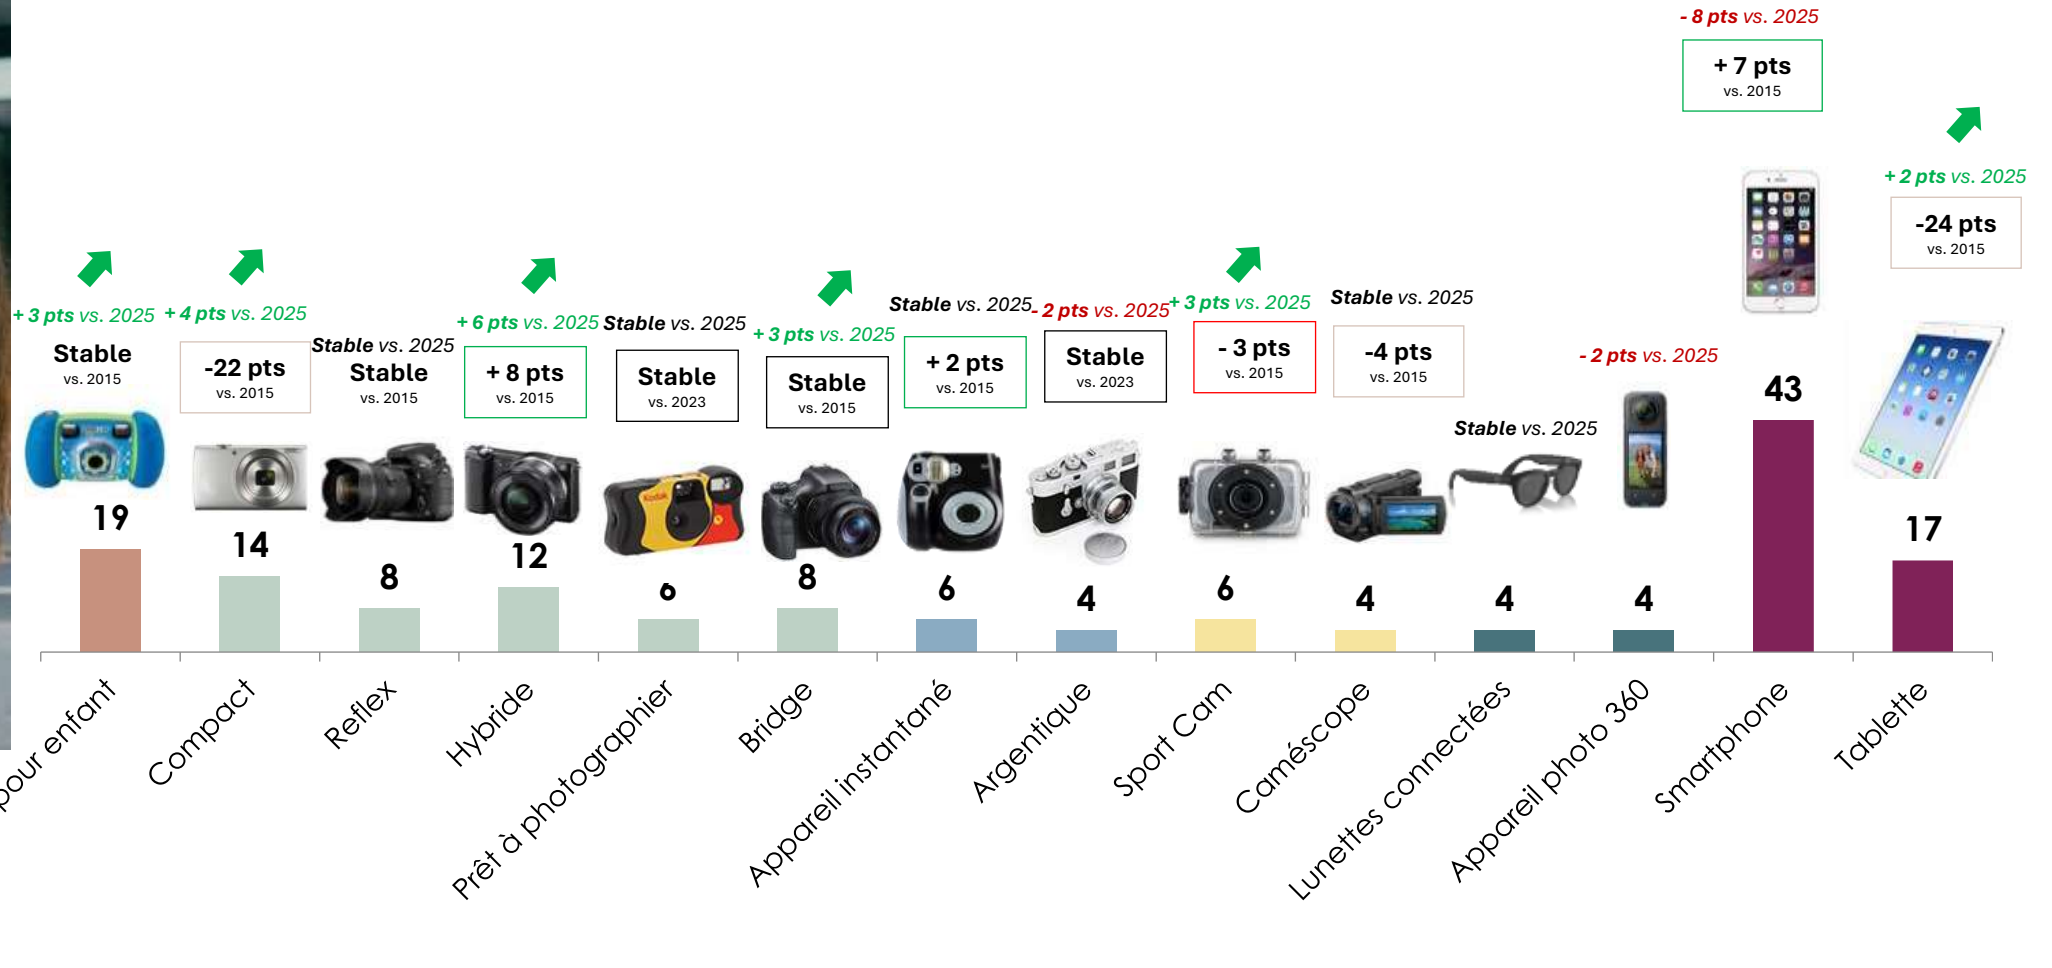 - 8 pts vs. 2025
+ 7 pts
vs. 2015
+ 2 pts vs. 2025
-24 pts
vs. 2015
+ 3 pts vs. 2025
Stable
vs. 2015
+ 4 pts vs. 2025
-22 pts
vs. 2015
Stable vs. 2025
Stable
vs. 2015
+ 6 pts vs. 2025
+ 8 pts
vs. 2015
Stable vs. 2025
Stable
vs. 2023
+ 3 pts vs. 2025
Stable
vs. 2015
Stable vs. 2025
+ 2 pts
vs. 2015
- 2 pts vs. 2025
Stable
vs. 2023
+ 3 pts vs. 2025
- 3 pts
vs. 2015
Stable vs. 2025
-4 pts
vs. 2015
Stable vs. 2025
- 2 pts vs. 2025
Kodak
19
14
8
12
6
8
6
4
6
4
4
4
43
17
pour enfant
Compact
Reflex
Hybride
Prêt à photographier
Bridge
Appareil instantané
Argentique
Sport Cam
Caméscope
Lunettes connectées
Appareil photo 360
Smartphone
Tablette